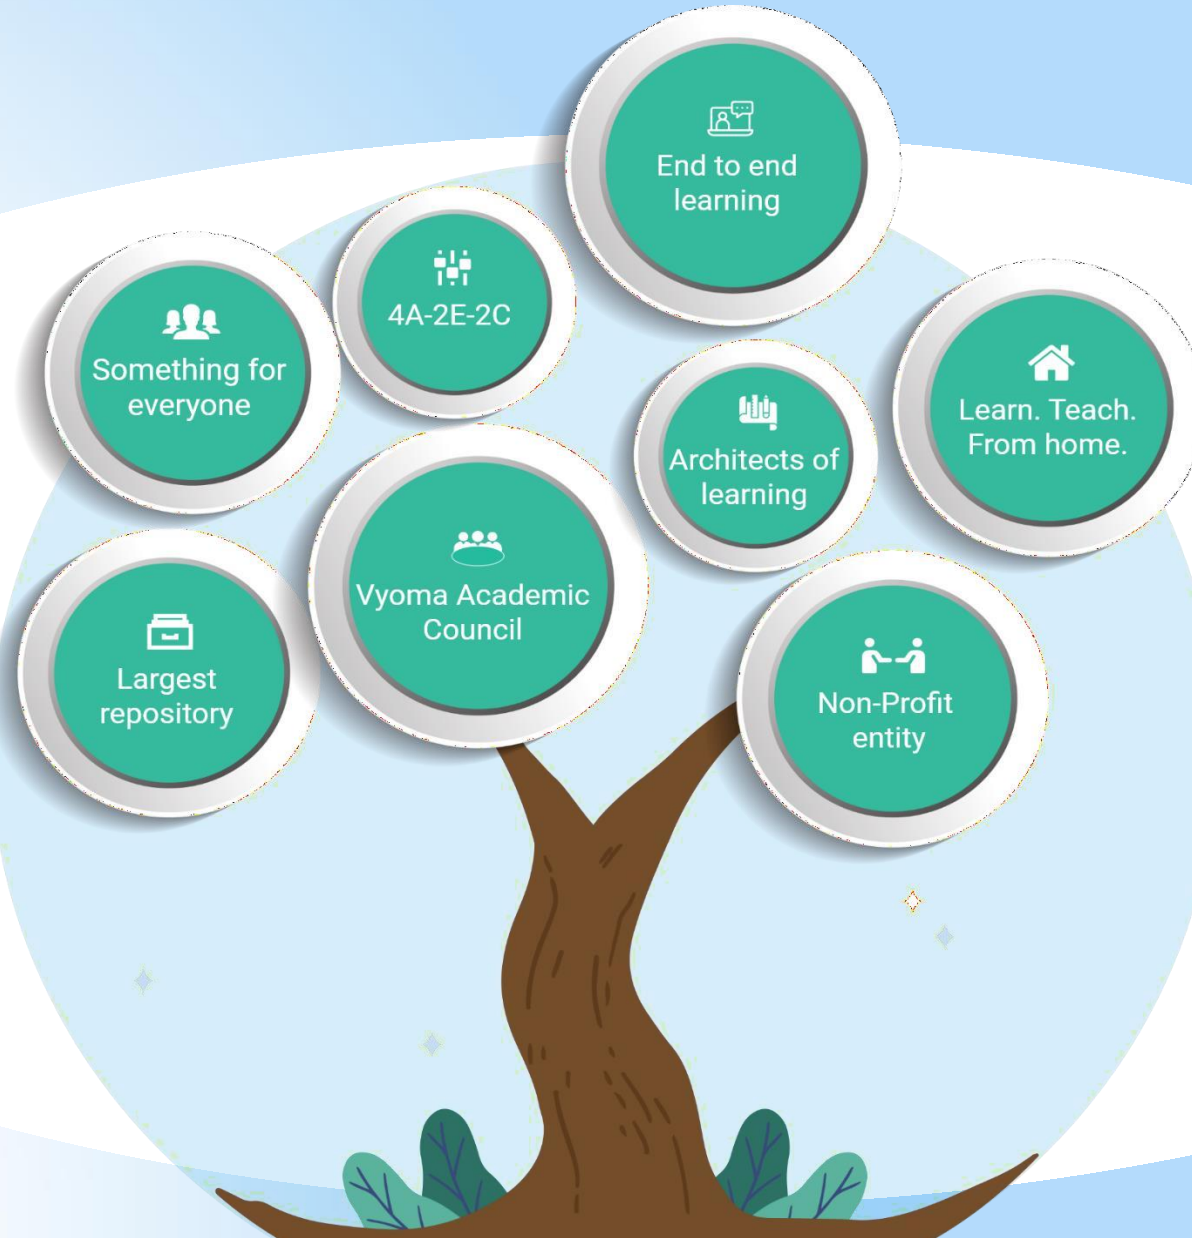 End to end
learning
4A-2E-2C
Something for
everyone
Learn. Teach.
From home.
Architects of
learning
Vyoma Academic
Council
Largest
repository
Non-Profit
entity